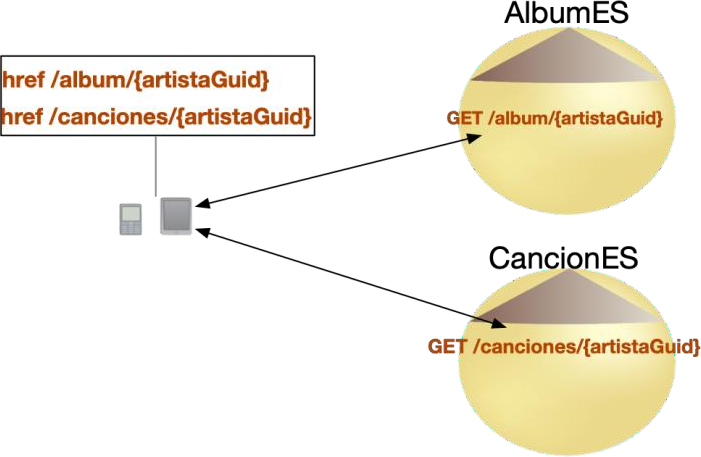 AlbumES
href /album/{artistaGuid}
href /canciones/{artistaGuid}
GET /album/{artistaGuid}
CancionES
GET /canciones/{artistaGuid}